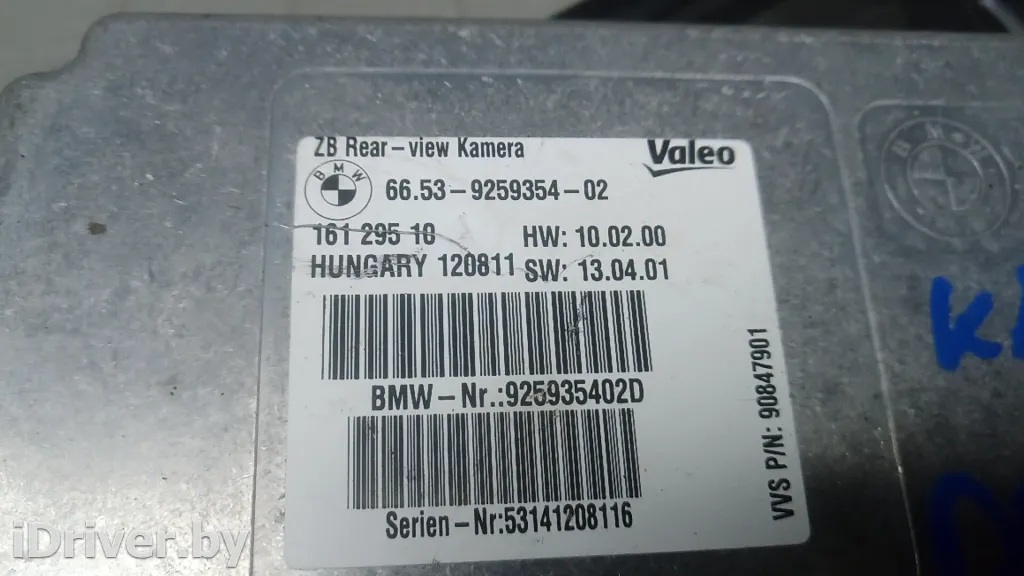 ZB Rear-view Kamera
Valeo
BMW
66.53-9259354-02
161 295 10 HW: 10.02.00
HUNGARY 120811 SW: 13.04.01
BMW-Nr.:925935402D
Serien-Nr:53141208116
VVS P/N: 90847901
iDriver.by